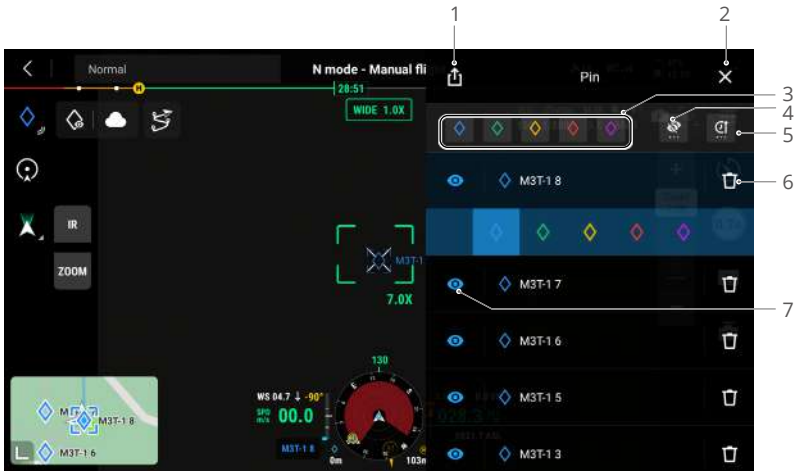 1
2
Normal
N mode - Manual fli
Pin
28:51
3
4
WIDE 1.0X
5
M3T-1 8
6
IR
M3T-1
ZOOM
M3T-1 7
7.0X
7
M3T-1 6
130
WS 04.7 ↓ -90°
M3T-1 5
SPD
m/s
00.0
M3T-1 8
M3T-1 8
M3T-1 6
M3T-1 3
0m
103m